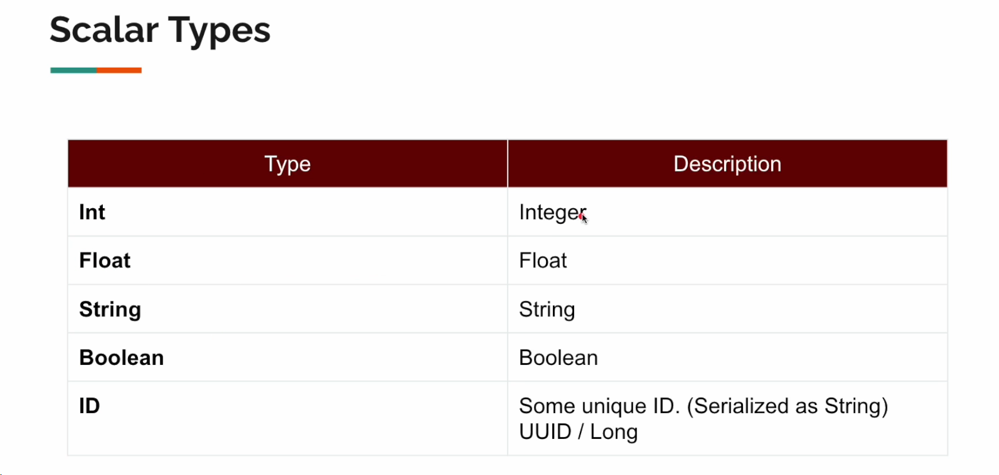 Scalar Types
Type
Description
Int
Integer
Float
Float
String
String
Boolean
Boolean
ID
Some unique ID. (Serialized as String)
UUID / Long